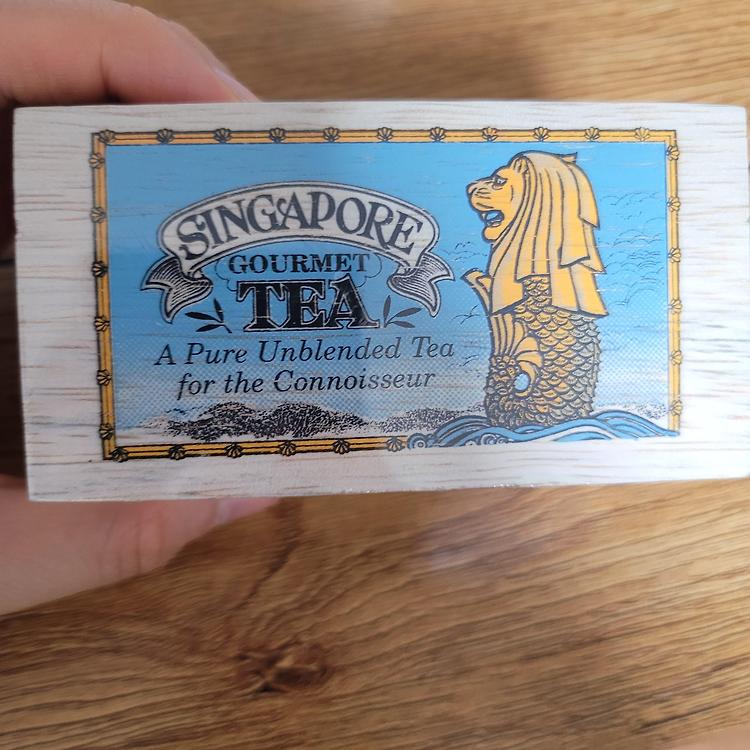 SINGAPORE
GOURMET
TEA
A Pure Unblended Tea
for the Connoisseur